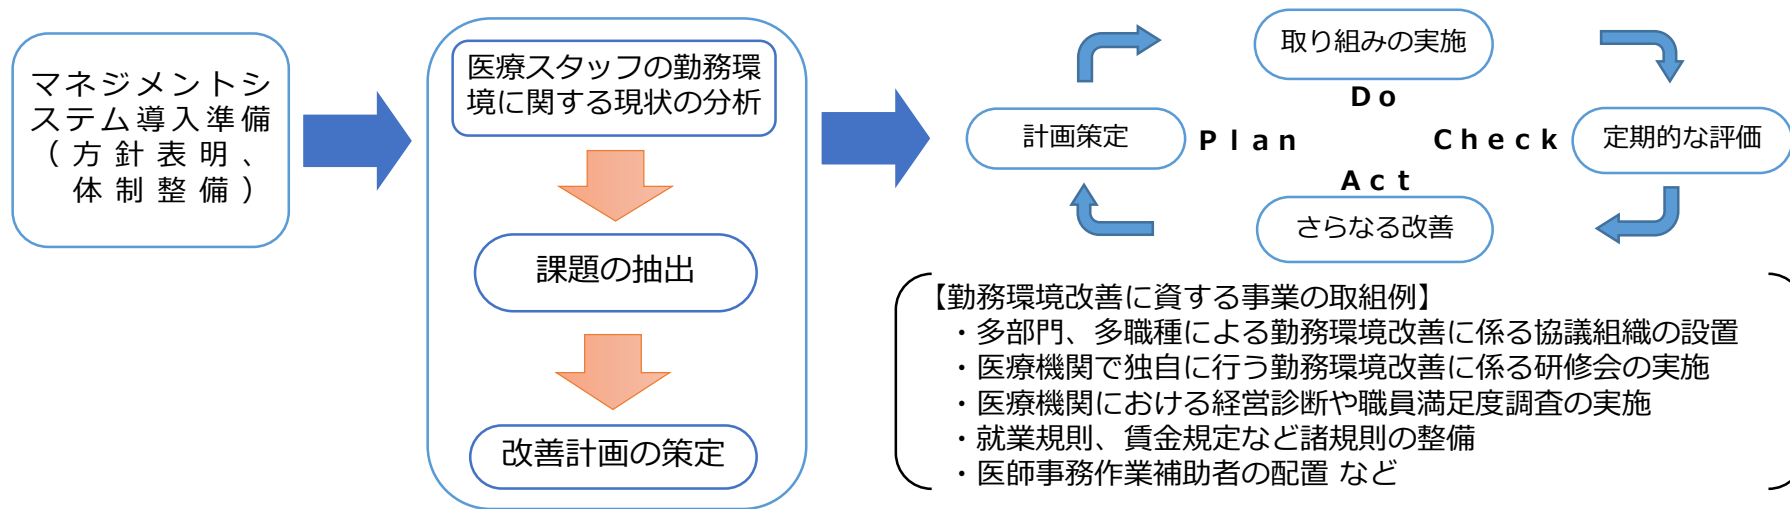 マネジメントシ
ステム導入準備
（方針表明、
体制整備）
医療スタッフの勤務環
境に関する現状の分析
課題の抽出
改善計画の策定
取り組みの実施
Do
計画策定
Plan
Check
定期的な評価
Act
さらなる改善
【勤務環境改善に資する事業の取組例】
・多部門、多職種による勤務環境改善に係る協議組織の設置
・医療機関で独自に行う勤務環境改善に係る研修会の実施
・医療機関における経営診断や職員満足度調査の実施
・就業規則、賃金規定など諸規則の整備
・医師事務作業補助者の配置 など